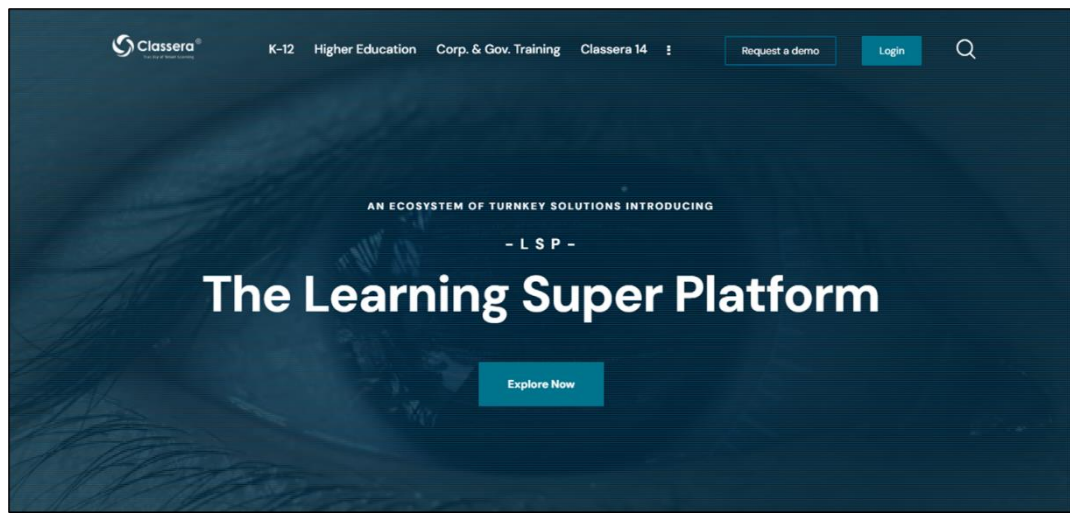 Classera®
K-12 Higher Education Corp. & Gov. Training Classera 14 Request a demo Login
AN ECOSYSTEM OF TURNKEY SOLUTIONS INTRODUCING
- L S P -
The Learning Super Platform
Explore Now